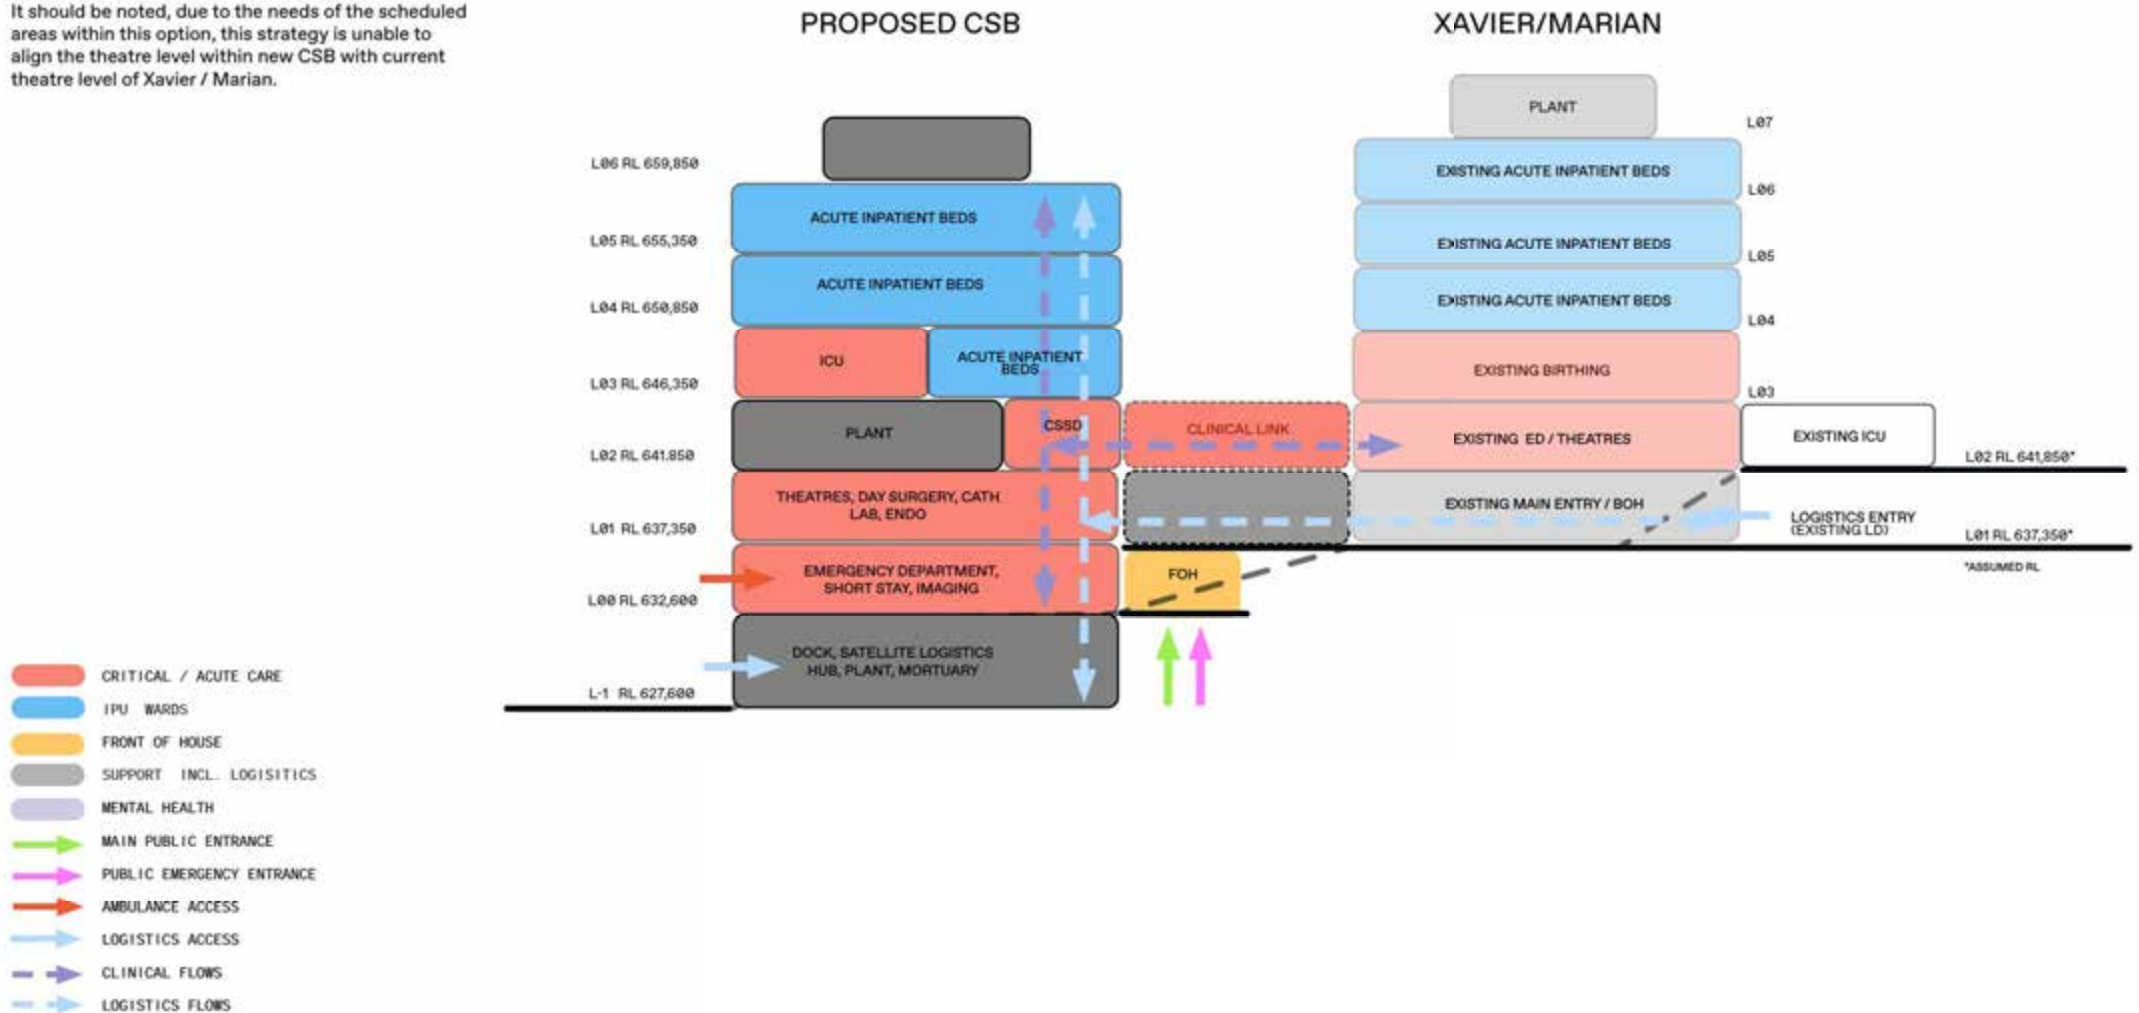 It should be noted, due to the needs of the scheduled
areas within this option, this strategy is unable to
align the theatre level within new CSB with current
theatre level of Xavier / Marian.
PROPOSED CSB
XAVIER/MARIAN
PLANT
L07
L06 RL 659,850
EXISTING ACUTE INPATIENT BEDS
L06
ACUTE INPATIENT BEDS
L05 RL 655,350
EXISTING ACUTE INPATIENT BEDS
L05
ACUTE INPATIENT BEDS
L04 RL 650,850
EXISTING ACUTE INPATIENT BEDS
L04
ICU
ACUTE INPATIENT
BEDS
L03 RL 646,350
EXISTING BIRTHING
L03
PLANT
CSSD
CLINICAL LINK
EXISTING ED / THEATRES
EXISTING ICU
L02 RL 641.850
L02 RL 641,850*
THEATRES, DAY SURGERY, CATH
LAB, ENDO
EXISTING MAIN ENTRY / BOH
LOGISTICS ENTRY
(EXISTING LD)
L01 RL 637,350
L01 RL 637,350*
*ASSUMED RL
EMERGENCY DEPARTMENT,
SHORT STAY, IMAGING
FOH
L00 RL 632,600
DOCK, SATELLITE LOGISTICS
HUB, PLANT, MORTUARY
L-1 RL 627,600
CRITICAL / ACUTE CARE
IPU WARDS
FRONT OF HOUSE
SUPPORT INCL. LOGISITICS
MENTAL HEALTH
MAIN PUBLIC ENTRANCE
PUBLIC EMERGENCY ENTRANCE
AMBULANCE ACCESS
LOGISTICS ACCESS
CLINICAL FLOWS
LOGISTICS FLOWS